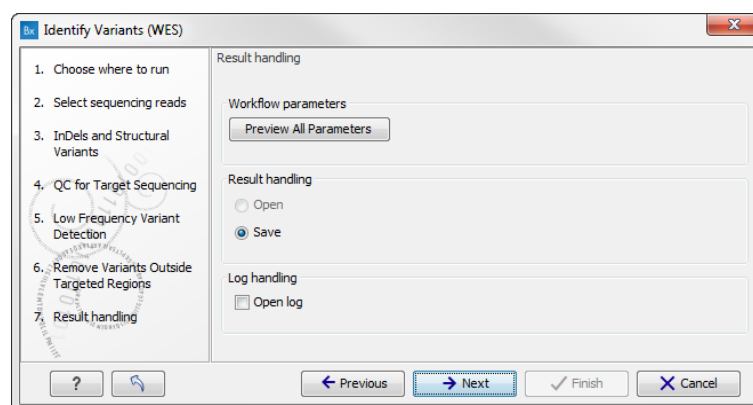 Bx Identify Variants (WES)
X
1. Choose where to run
2. Select sequencing reads
3. InDels and Structural
Variants
4. QC for Target Sequencing
5. Low Frequency Variant
Detection
6. Remove Variants Outside
Targeted Regions
7. Result handling
Result handling
Workflow parameters
Preview All Parameters
Result handling
Open
Save
Log handling
Open log
?
Previous
Next
Finish
Cancel